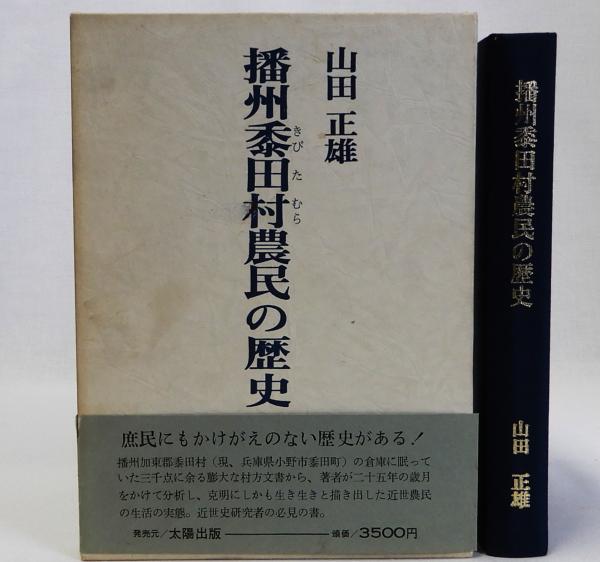 山田 正雄
播州黍田村農民の歴史
きび た むら
庶民にもかけがえのない歴史がある！
播州加東郡黍田村（現、兵庫県小野市黍田町）の倉庫に眠って
いた三千点に余る膨大な村方文書から、著者が二十五年の歳月
をかけて分析し、克明にしかも生き生きと描き出した近世農民
の生活の実態。近世史研究者の必見の書。
発売元／太陽出版――――頒価／3500円
播州黍田村農民の歴史
山田 正雄